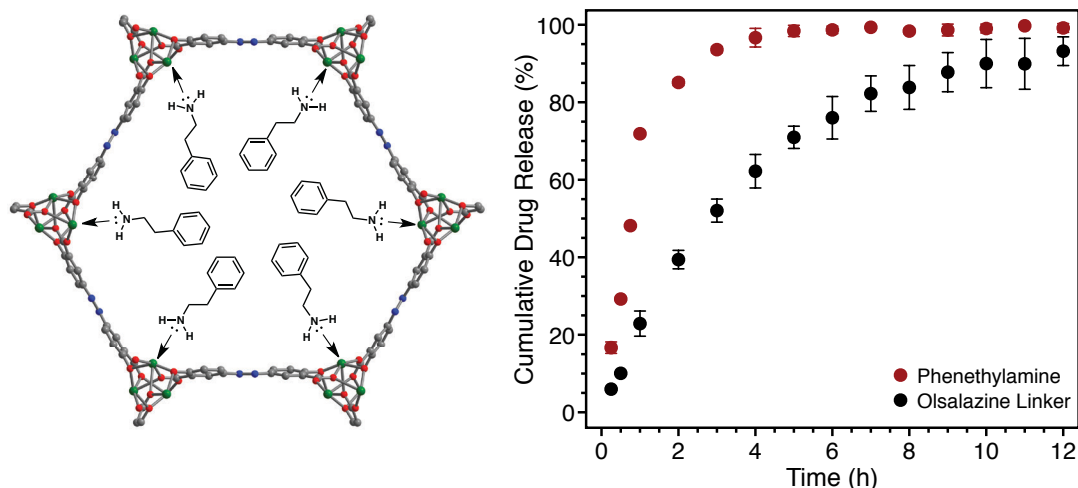 H
H
N
H
N
H
H
N
H
H
N
H
H
N
H
H
N
H
Cumulative Drug Release (%)
100
80
60
40
20
0
Phenethylamine
Olsalazine Linker
0
2
4
6
8
10
12
Time (h)